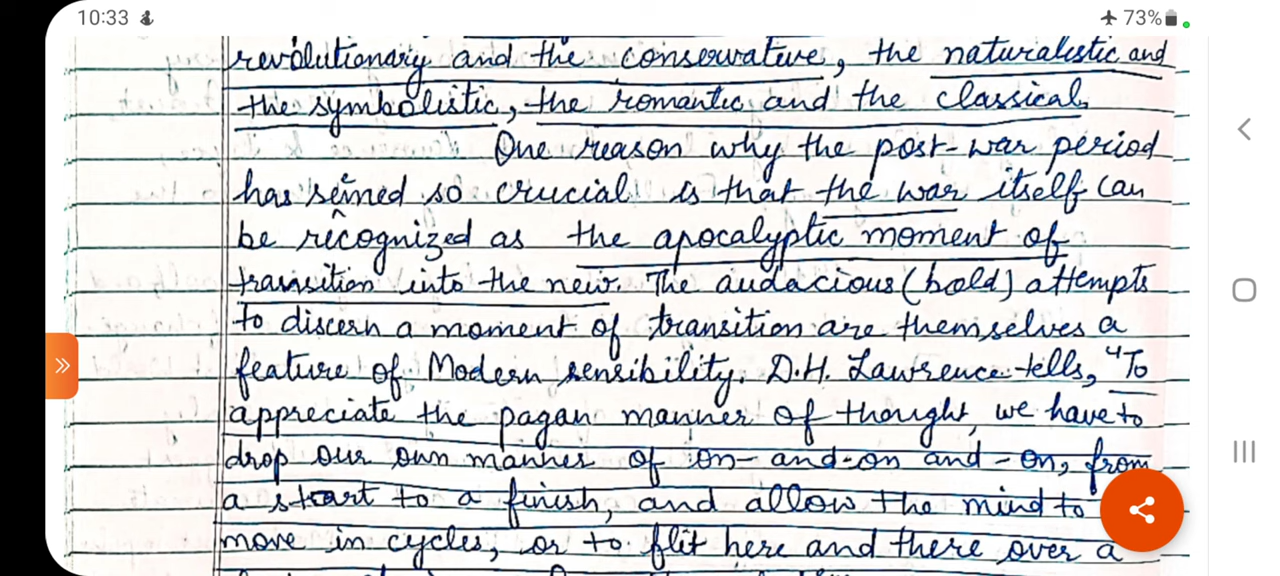 10:33
73%
revolutionary and the conservative, the naturalistic and
the symbolistic, the romantic and the classical.
One reason why the post-war period
has seimed so crucial is that the war itself can
be recognized as the apocalyptic moment of
transition into the new. The audacious (bold) attempts
to discern a moment of transition are themselves a
feature of Modern sensibility. D.H. Lawrence tells, "To
appreciate the pagan manner of thought, we have to
drop our own manner of on-and-on and-on, from
a start to a finish, and allow the mind to
move in cycles, or to flit here and there over a